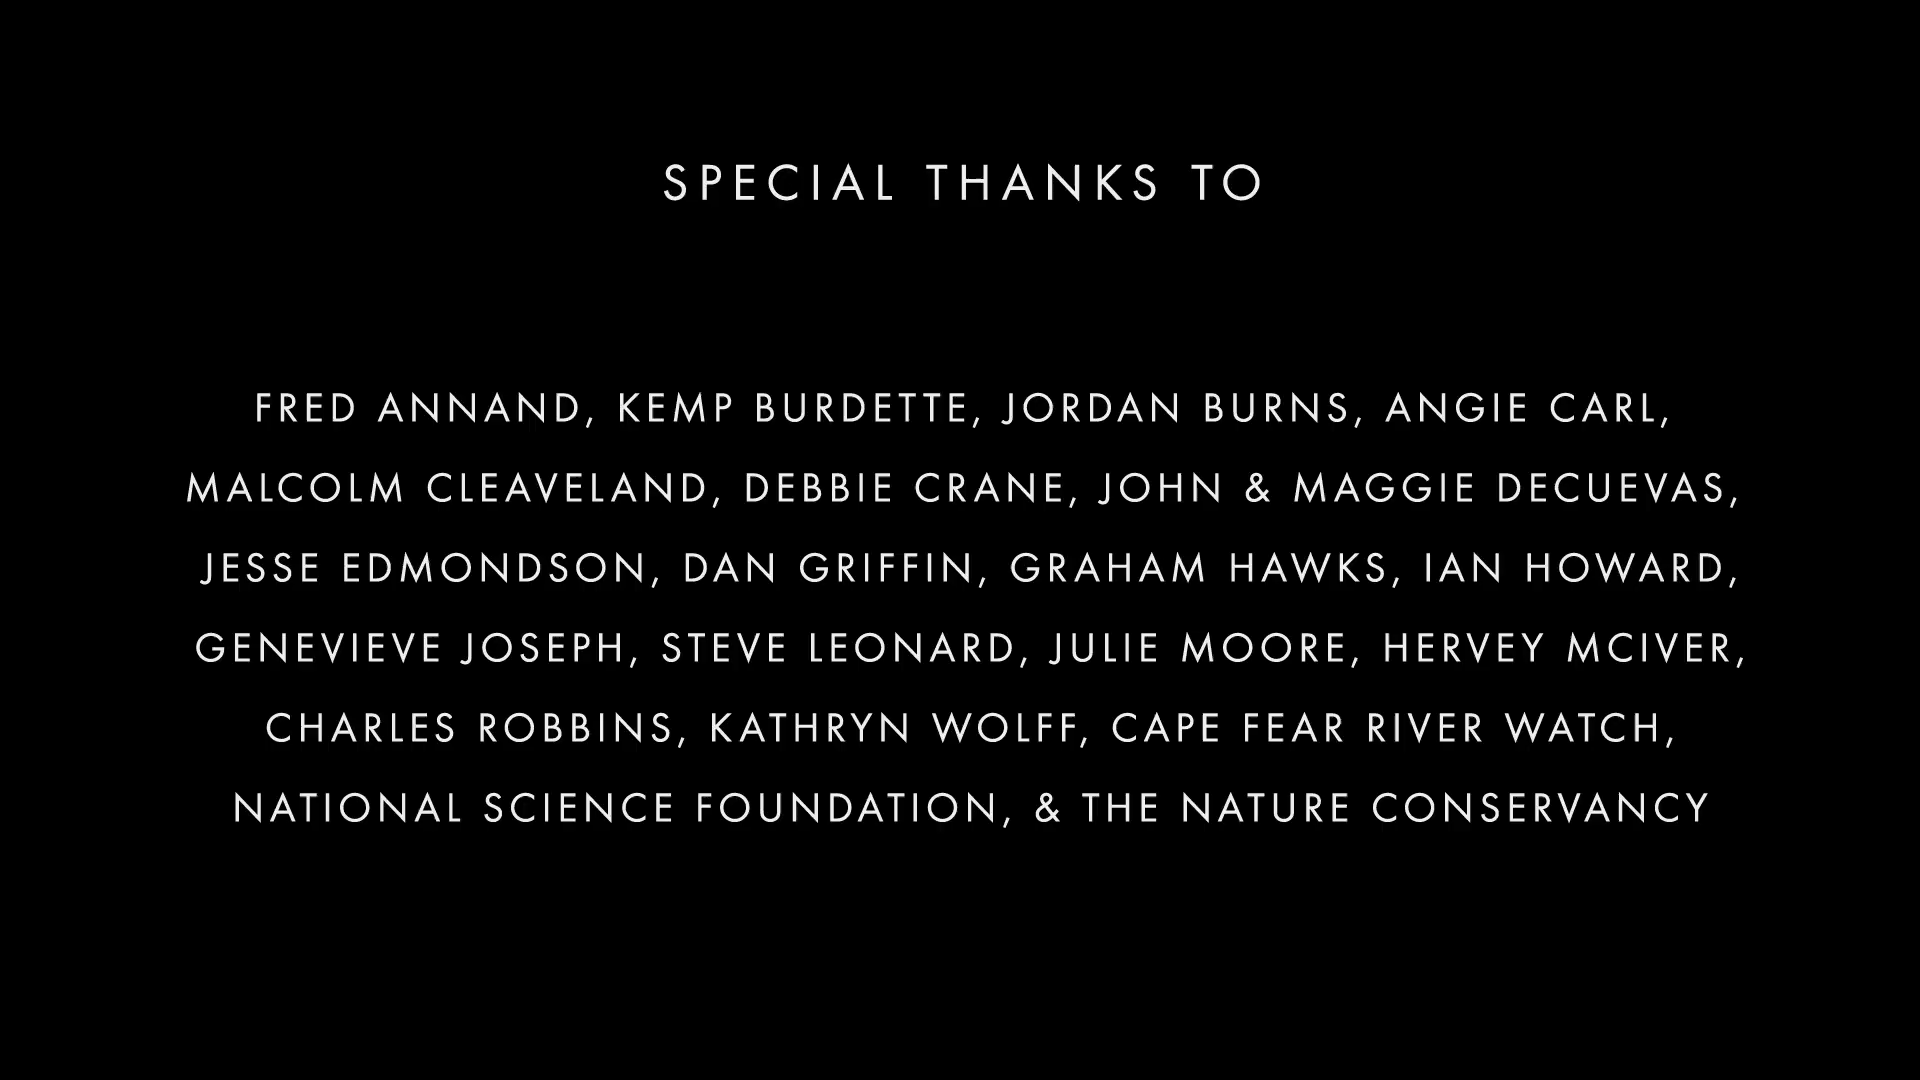 SPECIAL THANKS TO
FRED ANNAND, KEMP BURDETTE, JORDAN BURNS, ANGIE CARL,
MALCOLM CLEAVELAND, DEBBIE CRANE, JOHN & MAGGIE DECUEVAS,
JESSE EDMONDSON, DAN GRIFFIN, GRAHAM HAWKS, IAN HOWARD,
GENEVIEVE JOSEPH, STEVE LEONARD, JULIE MOORE, HERVEY MCIVER,
CHARLES ROBBINS, KATHRYN WOLFF, CAPE FEAR RIVER WATCH,
NATIONAL SCIENCE FOUNDATION, & THE NATURE CONSERVANCY